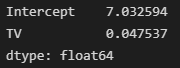 Intercept    7.032594
TV           0.047537
dtype: float64